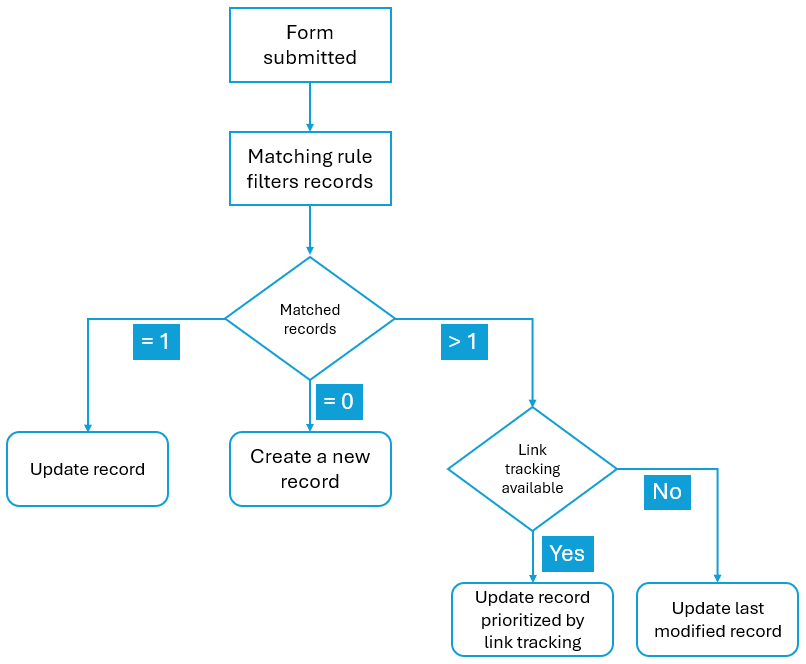 Form
submitted
Matching rule
filters records
Matched
records
= 1
> 1
= 0
Update record
Create a new
record
Link
tracking
available
No
Yes
Update record
prioritized by
link tracking
Update last
modified record